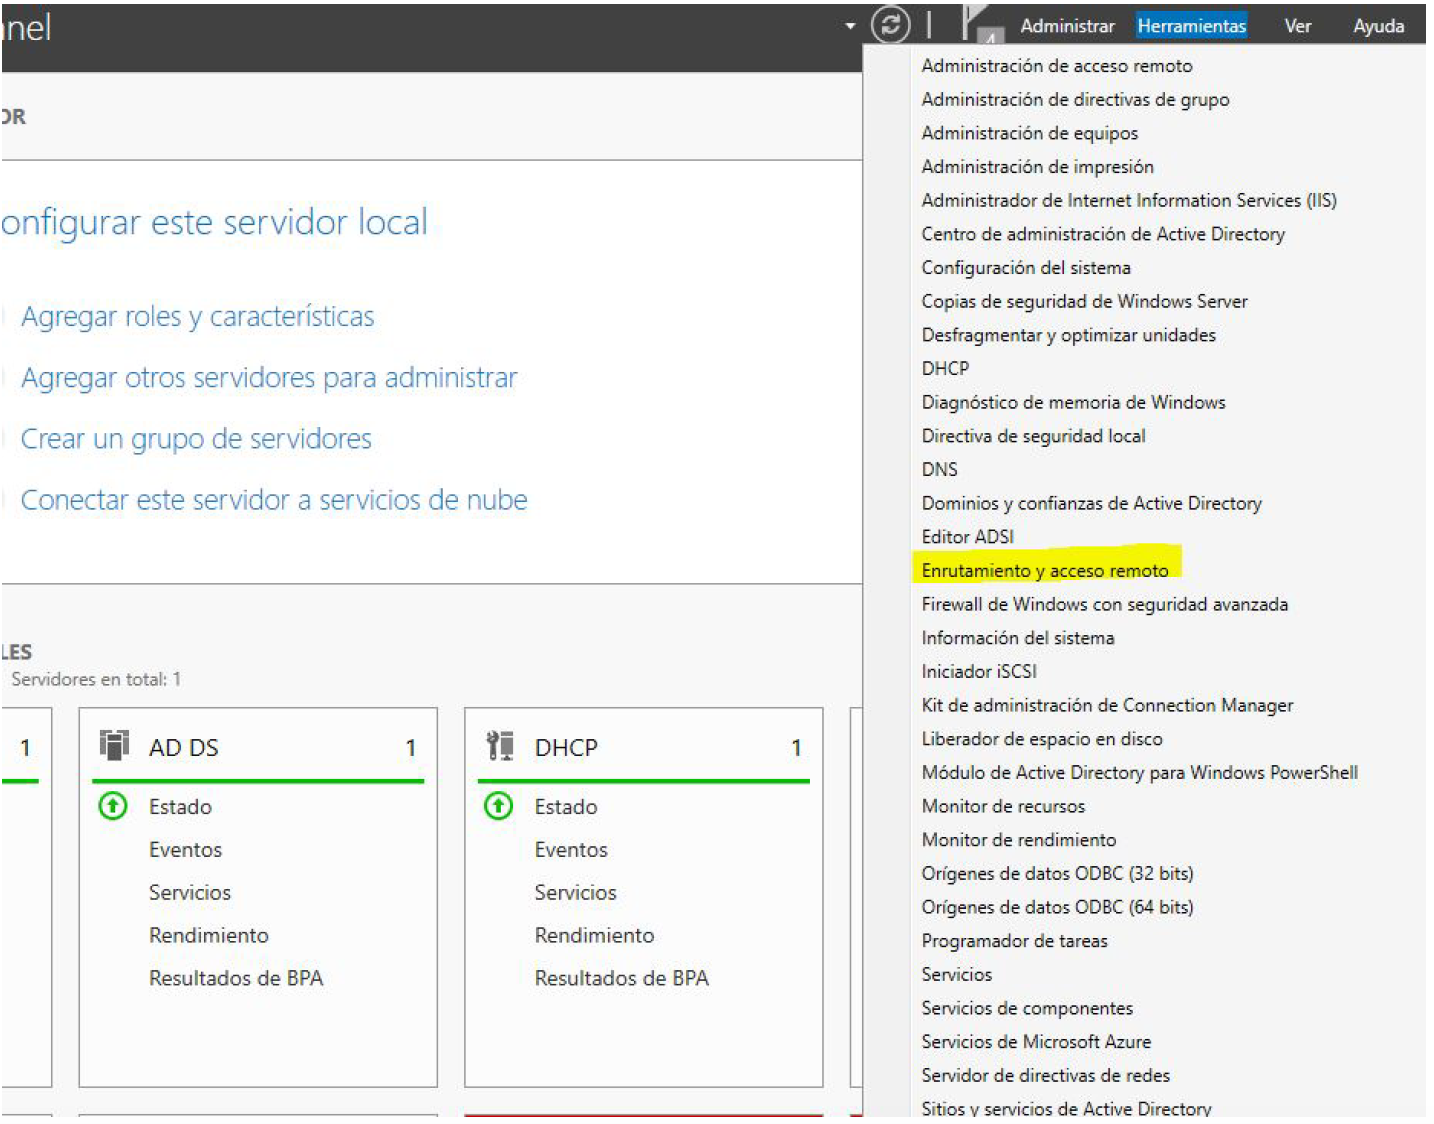 nel
Administrar Herramientas Ver Ayuda
4
OR
onfigurar este servidor local
Agregar roles y características
Agregar otros servidores para administrar
Crear un grupo de servidores
Conectar este servidor a servicios de nube
LES
Servidores en total: 1
1
AD DS 1
Estado
Eventos
Servicios
Rendimiento
Resultados de BPA
DHCP 1
Estado
Eventos
Servicios
Rendimiento
Resultados de BPA
Administración de acceso remoto
Administración de directivas de grupo
Administración de equipos
Administración de impresión
Administrador de Internet Information Services (IIS)
Centro de administración de Active Directory
Configuración del sistema
Copias de seguridad de Windows Server
Desfragmentar y optimizar unidades
DHCP
Diagnóstico de memoria de Windows
Directiva de seguridad local
DNS
Dominios y confianzas de Active Directory
Editor ADSI
Enrutamiento y acceso remoto
Firewall de Windows con seguridad avanzada
Información del sistema
Iniciador iSCSI
Kit de administración de Connection Manager
Liberador de espacio en disco
Módulo de Active Directory para Windows PowerShell
Monitor de recursos
Monitor de rendimiento
Orígenes de datos ODBC (32 bits)
Orígenes de datos ODBC (64 bits)
Programador de tareas
Servicios
Servicios de componentes
Servicios de Microsoft Azure
Servidor de directivas de redes
Sitios y servicios de Active Directory